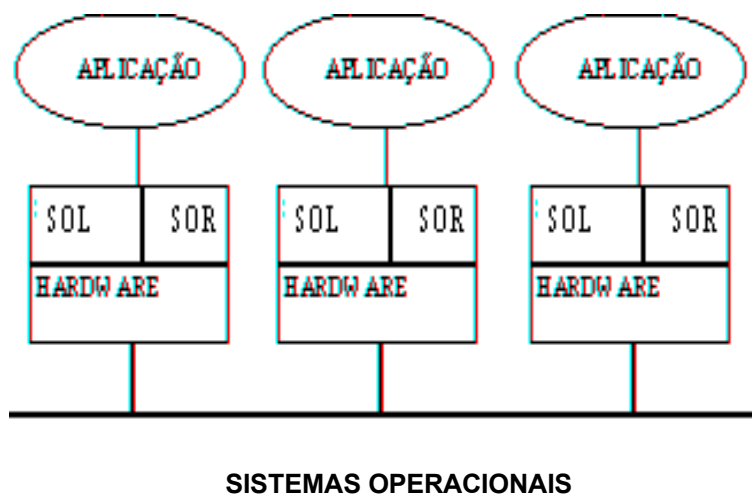 APLICAÇÃO APLICAÇÃO APLICAÇÃO
SOL SOR SOL SOR SOL SOR
HARDWARE HARDWARE HARDWARE
SISTEMAS OPERACIONAIS